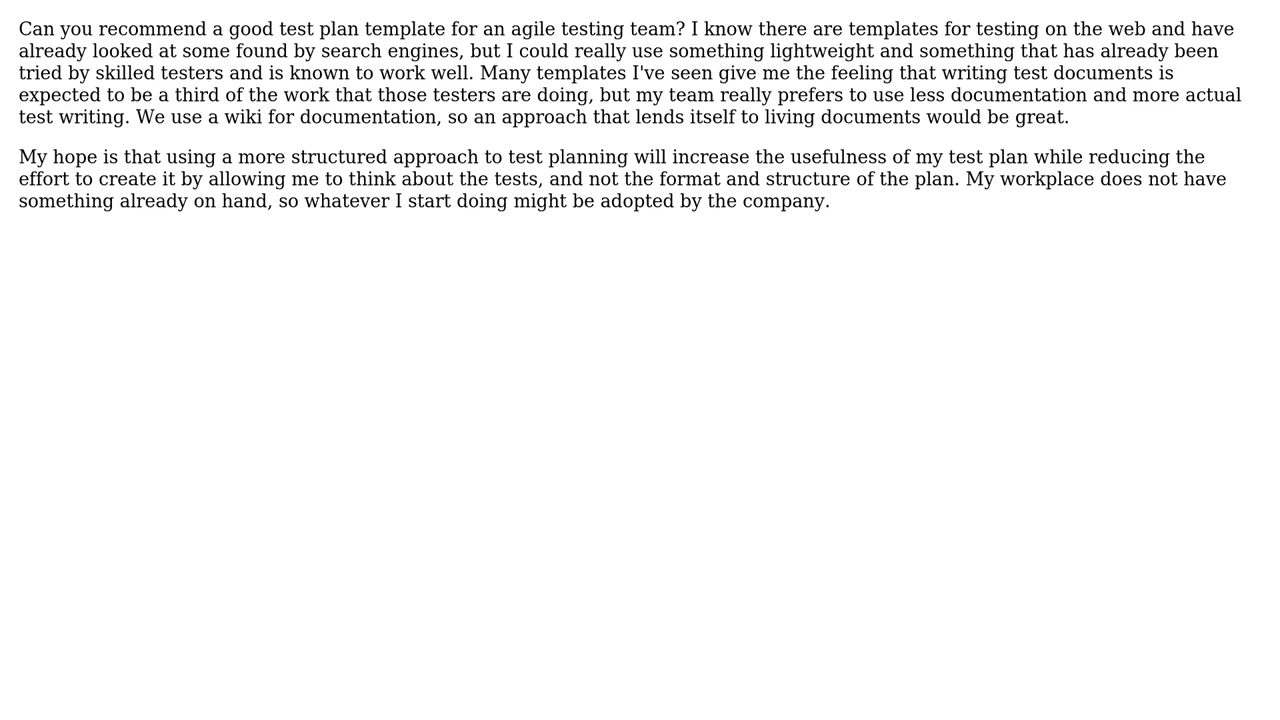 Can you recommend a good test plan template for an agile testing team? I know there are templates for testing on the web and have
already looked at some found by search engines, but I could really use something lightweight and something that has already been
tried by skilled testers and is known to work well. Many templates I've seen give me the feeling that writing test documents is
expected to be a third of the work that those testers are doing, but my team really prefers to use less documentation and more actual
test writing. We use a wiki for documentation, so an approach that lends itself to living documents would be great.
My hope is that using a more structured approach to test planning will increase the usefulness of my test plan while reducing the
effort to create it by allowing me to think about the tests, and not the format and structure of the plan. My workplace does not have
something already on hand, so whatever I start doing might be adopted by the company.